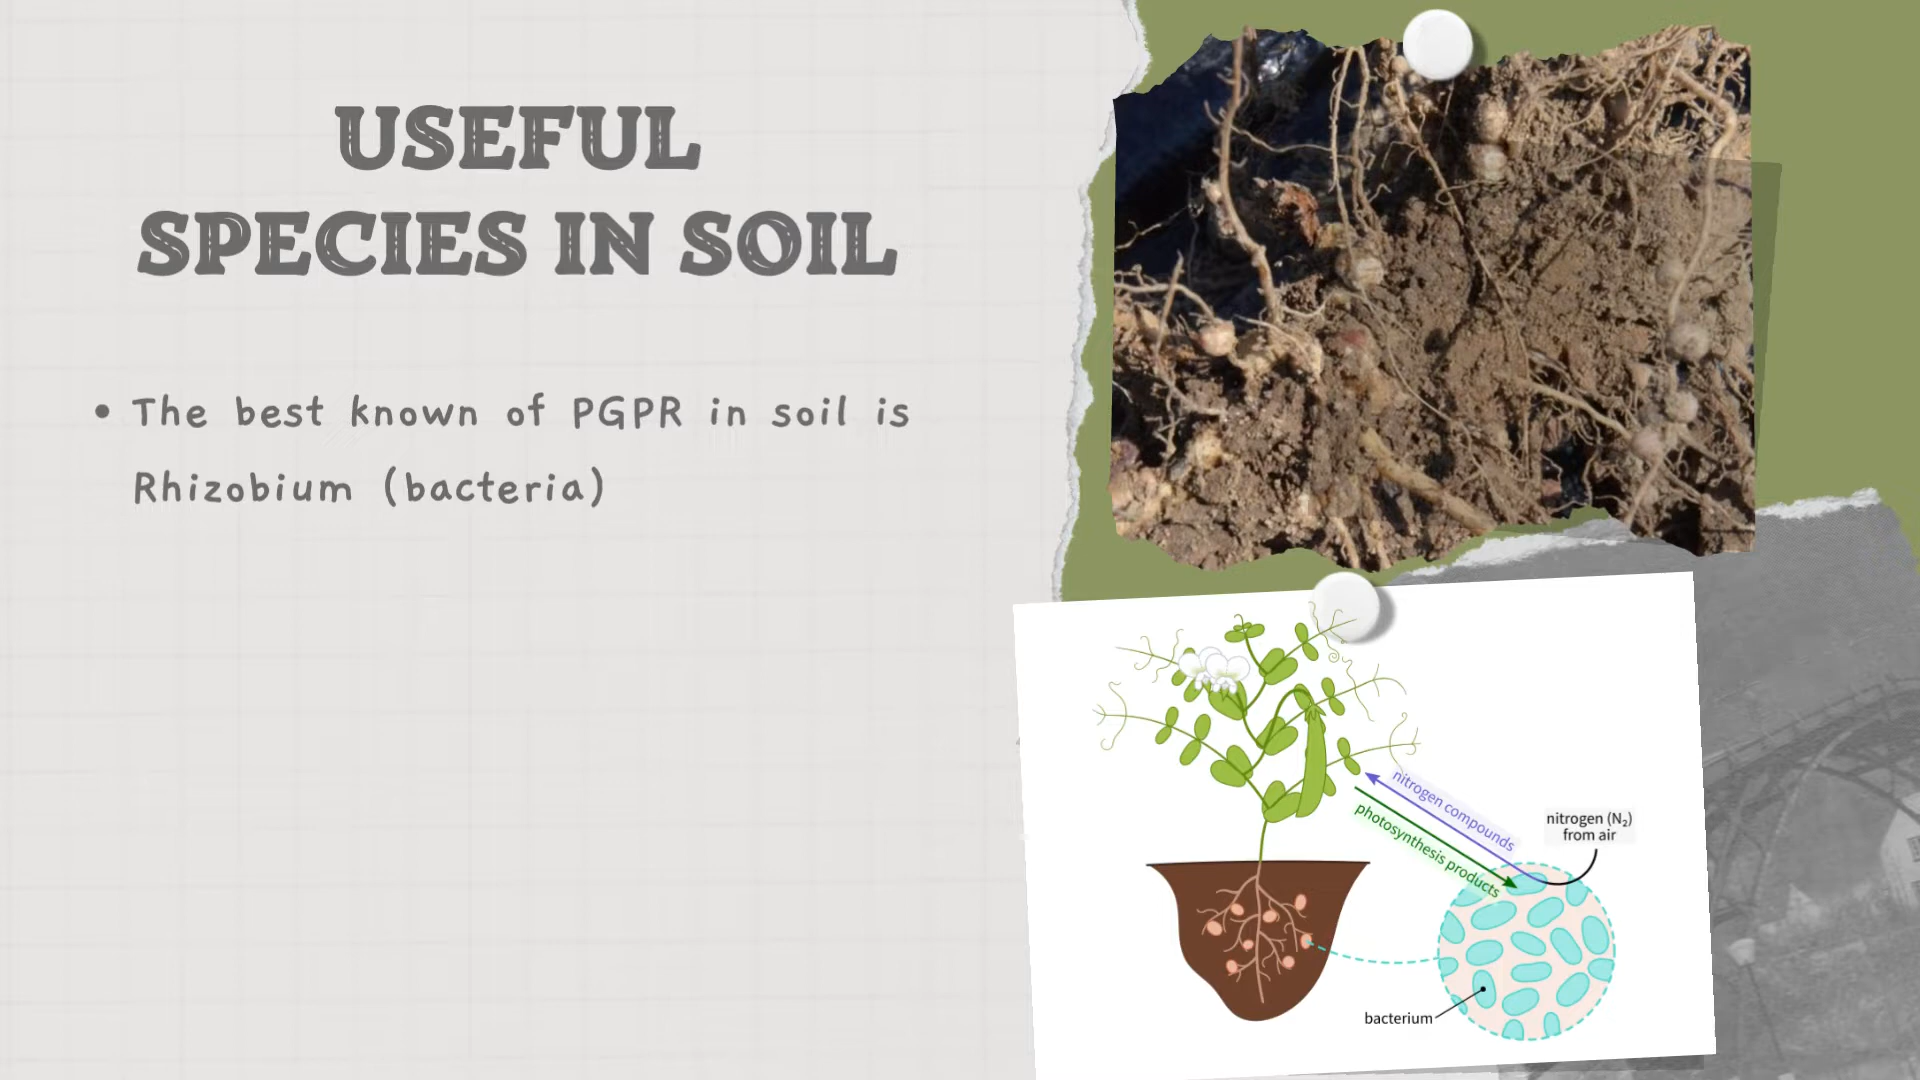 USEFUL
SPECIES IN SOIL
• The best known of PGPR in soil is
Rhizobium (bacteria)
nitrogen compounds
photosynthesis products
nitrogen (N₂)
from air
bacterium